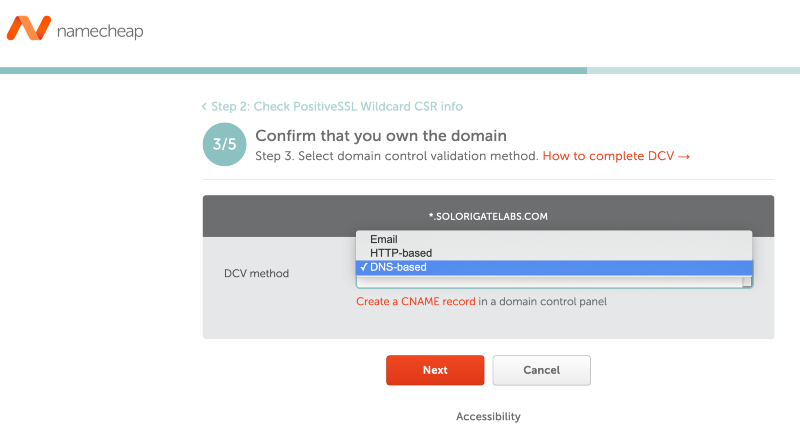 namecheap
‹ Step 2: Check PositiveSSL Wildcard CSR info
3/5
Confirm that you own the domain
Step 3. Select domain control validation method. How to complete DCV →
*.SOLORIGATELABS.COM
DCV method
Email
HTTP-based
✓ DNS-based
Create a CNAME record in a domain control panel
Next
Cancel
Accessibility